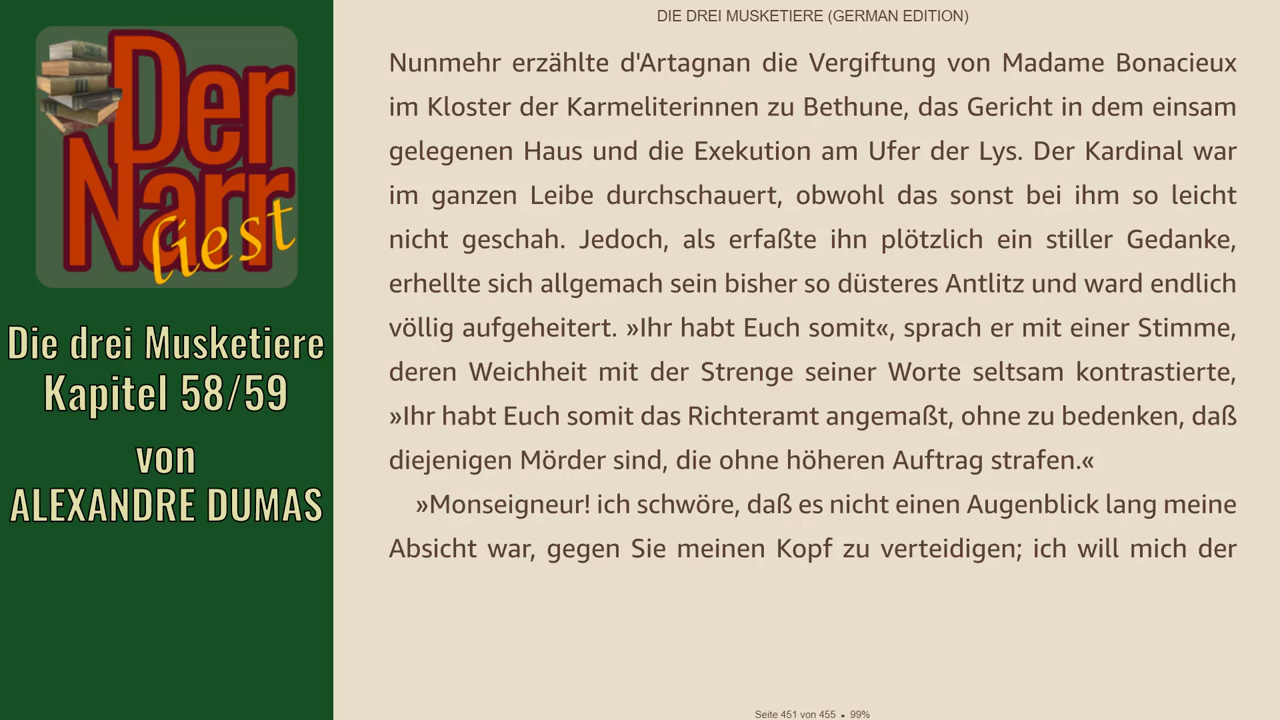 Der
Narr
liest
Die drei Musketiere
Kapitel 58/59
von
ALEXANDRE DUMAS
DIE DREI MUSKETIERE (GERMAN EDITION)
Nunmehr erzählte d'Artagnan die Vergiftung von Madame Bonacieux
im Kloster der Karmeliterinnen zu Bethune, das Gericht in dem einsam
gelegenen Haus und die Exekution am Ufer der Lys. Der Kardinal war
im ganzen Leibe durchschauert, obwohl das sonst bei ihm so leicht
nicht geschah. Jedoch, als erfaßte ihn plötzlich ein stiller Gedanke,
erhellte sich allgemach sein bisher so düsteres Antlitz und ward endlich
völlig aufgeheitert. »Ihr habt Euch somit«, sprach er mit einer Stimme,
deren Weichheit mit der Strenge seiner Worte seltsam kontrastierte,
»Ihr habt Euch somit das Richteramt angemaßt, ohne zu bedenken, daß
diejenigen Mörder sind, die ohne höheren Auftrag strafen.«
»Monseigneur! ich schwöre, daß es nicht einen Augenblick lang meine
Absicht war, gegen Sie meinen Kopf zu verteidigen; ich will mich der
Seite 451 von 455 • 99%